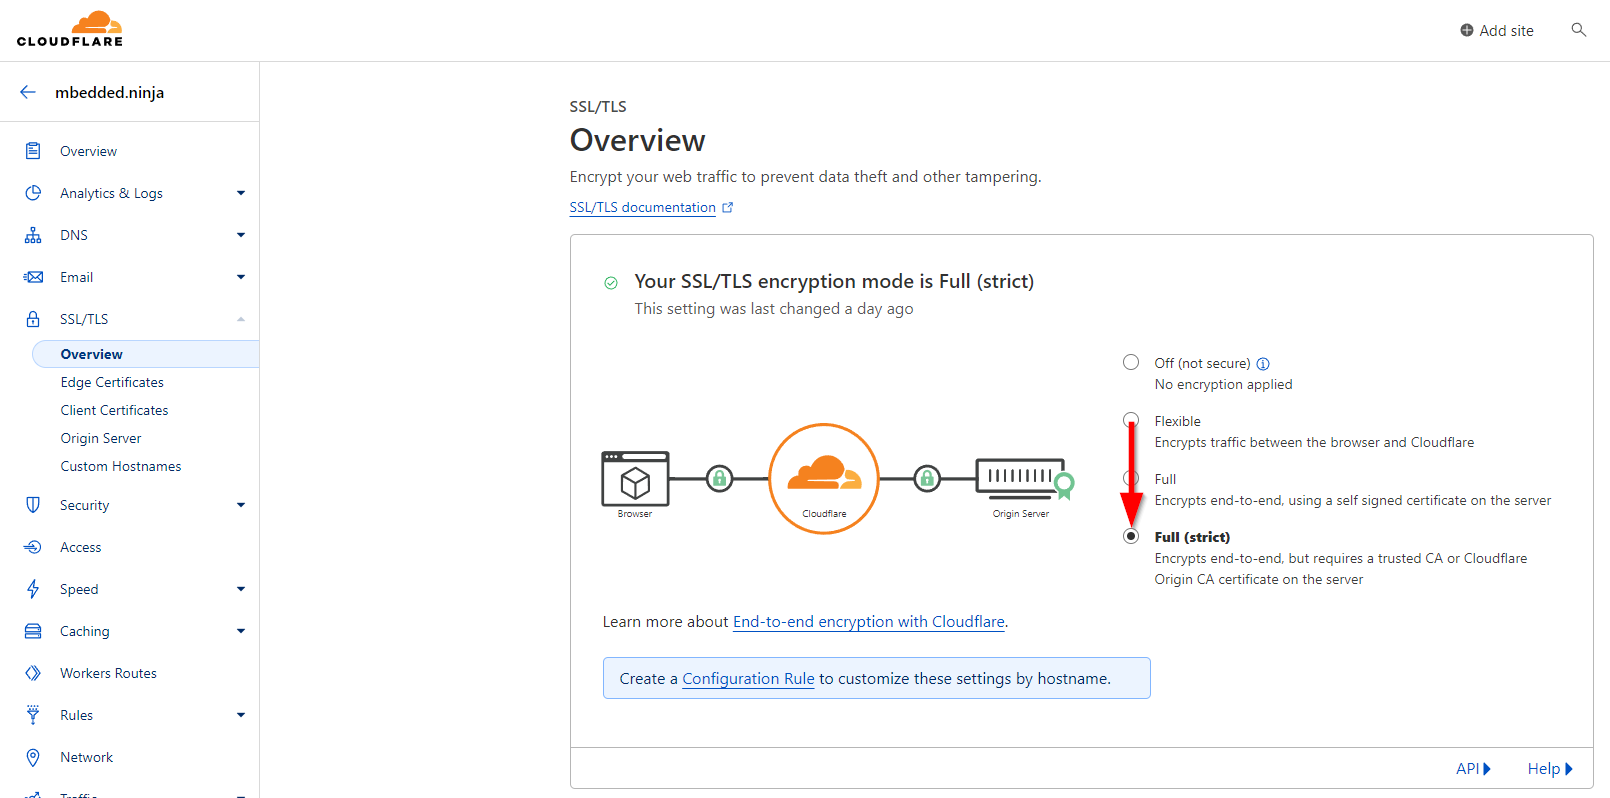 CLOUDFLARE
Add site
mbedded.ninja
Overview
Analytics & Logs
DNS
Email
SSL/TLS
Overview
Edge Certificates
Client Certificates
Origin Server
Custom Hostnames
Security
Access
Speed
Caching
Workers Routes
Rules
Network
Traffic
SSL/TLS
Overview
Encrypt your web traffic to prevent data theft and other tampering.
SSL/TLS documentation
Your SSL/TLS encryption mode is Full (strict)
This setting was last changed a day ago
Browser
Cloudflare
Origin Server
Off (not secure)
No encryption applied
Flexible
Encrypts traffic between the browser and Cloudflare
Full
Encrypts end-to-end, using a self signed certificate on the server
Full (strict)
Encrypts end-to-end, but requires a trusted CA or Cloudflare
Origin CA certificate on the server
Learn more about End-to-end encryption with Cloudflare.
Create a Configuration Rule to customize these settings by hostname.
API
Help